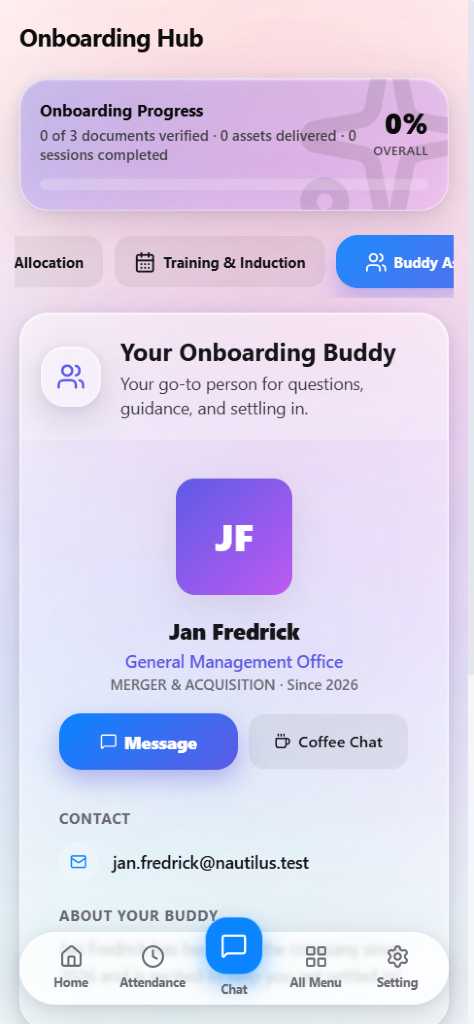 Onboarding Hub
Onboarding Progress
0 of 3 documents verified · 0 assets delivered · 0
sessions completed
0%
OVERALL
Allocation
Training & Induction
Buddy As
Your Onboarding Buddy
Your go-to person for questions,
guidance, and settling in.
JF
Jan Fredrick
General Management Office
MERGER & ACQUISITION · Since 2026
Message
Coffee Chat
CONTACT
jan.fredrick@nautilus.test
ABOUT YOUR BUDDY
Home
Attendance
Chat
All Menu
Setting